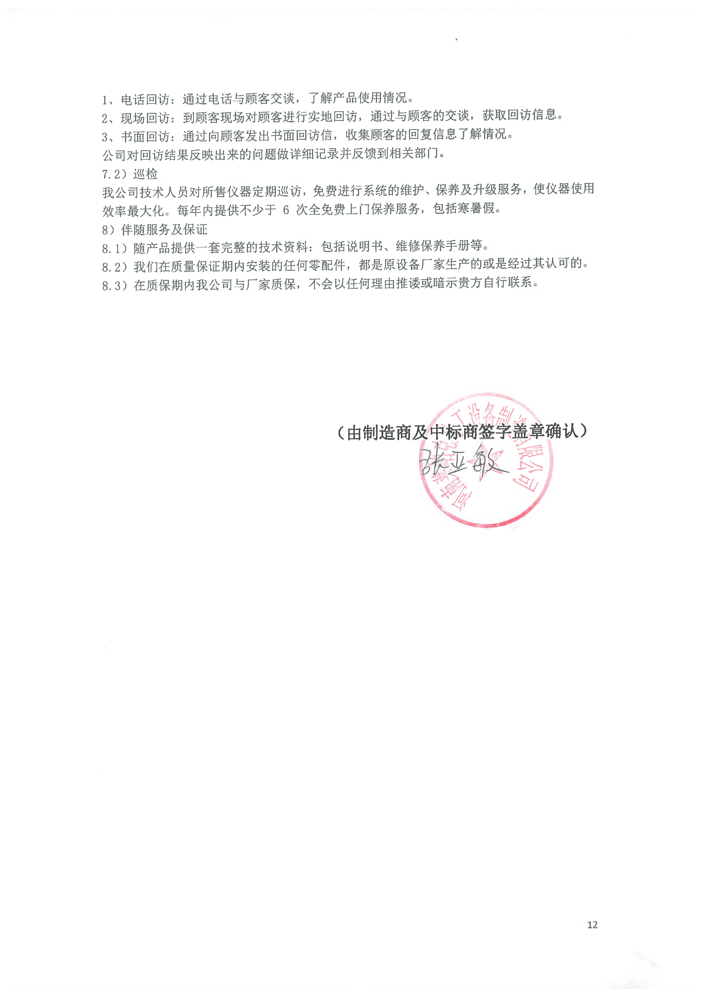 1、电话回访：通过电话与顾客交谈，了解产品使用情况。
2、现场回访：到顾客现场对顾客进行实地回访，通过与顾客的交谈，获取回访信息。
3、书面回访：通过向顾客发出书面回访信，收集顾客的回复信息了解情况。
公司对回访结果反映出来的问题做详细记录并反馈到相关部门。
7.2）巡检
我公司技术人员对所售仪器定期巡访，免费进行系统的维护、保养及升级服务，使仪器使用
效率最大化。每年内提供不少于 6 次全免费上门保养服务，包括寒暑假。
8）伴随服务及保证
8.1）随产品提供一套完整的技术资料：包括说明书、维修保养手册等。
8.2）我们在质量保证期内安装的任何零配件，都是原设备厂家生产的或是经过其认可的。
8.3）在质保期内我公司与厂家质保，不会以任何理由推诿或暗示贵方自行联系。
（由制造商及中标商签字盖章确认）
张亚敏
河南 工设备制造有限公司
12